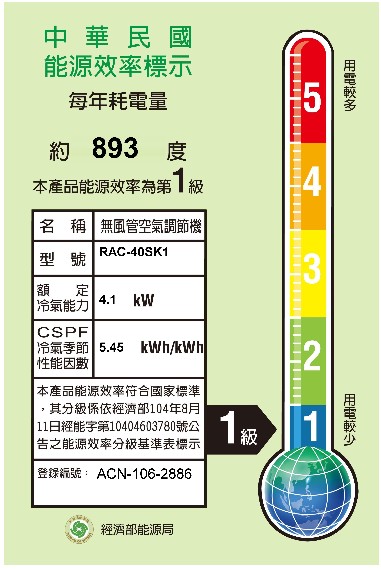 中華民國
能源效率標示
每年耗電量
約 893 度
本產品能源效率為第1級
名稱 無風管空氣調節機
型號 RAC-40SK1
額定
冷氣能力 4.1 kW
CSPF
冷氣季節
性能因數 5.45 kWh/kWh
本產品能源效率符合國家標準
，其分級係依經濟部104年8月
11日經能字第10404603780號公
告之能源效率分級基準表標示
登錄編號： ACN-106-2886
經濟部能源局
用電較多
5
4
3
2
1
用電較少
1級